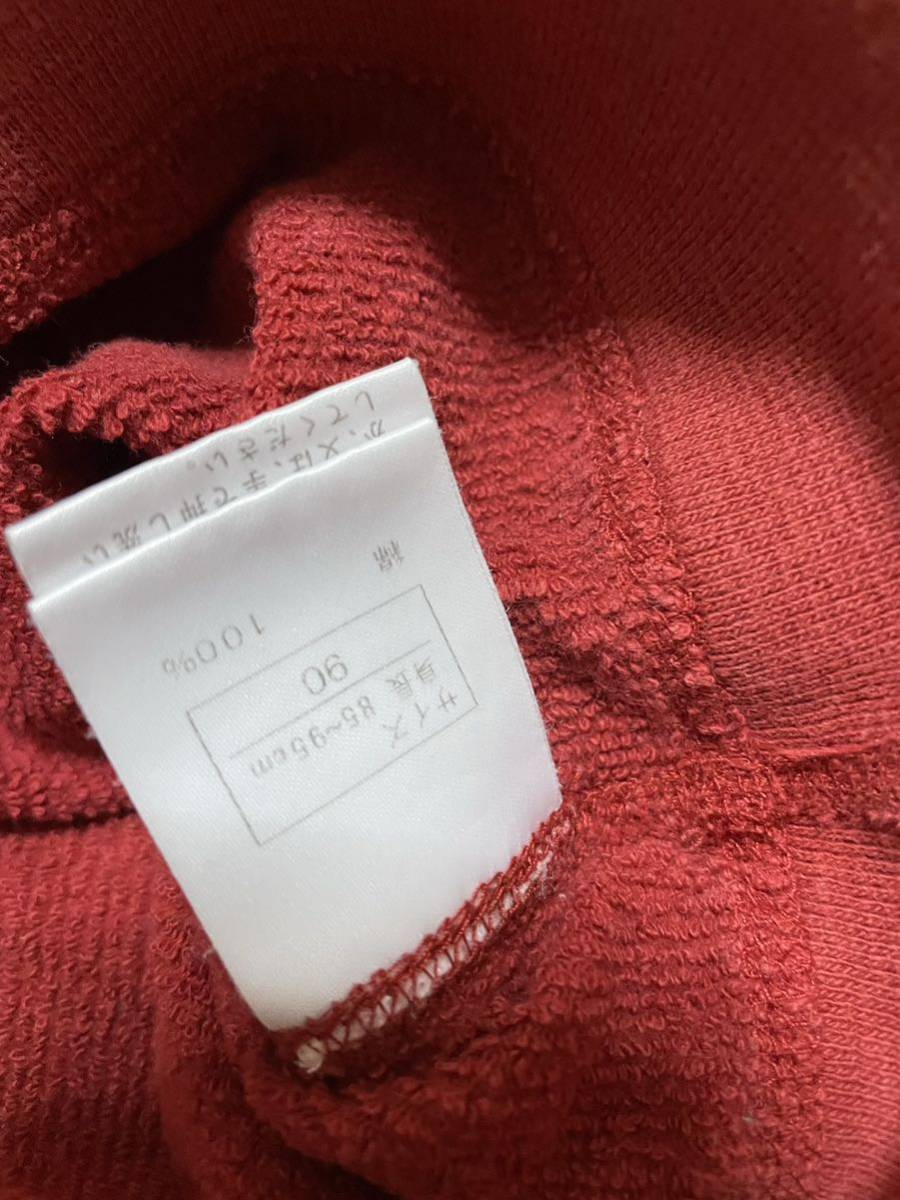 サイズ 90
身長 85~95cm
綿 100%
か、又は、手で押し洗い
してください。